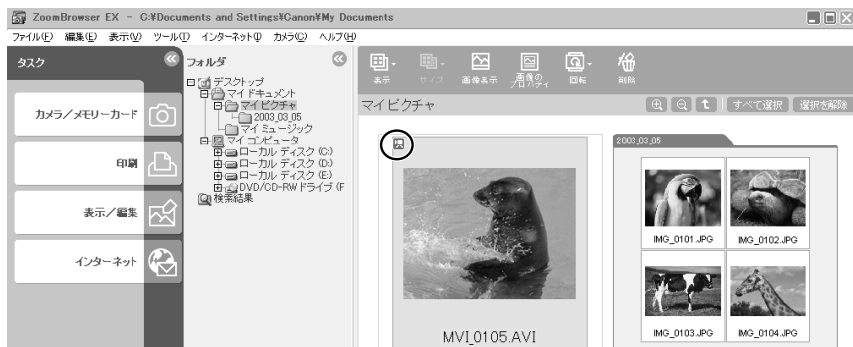 ZoomBrowser EX - C:¥Documents and Settings¥Canon¥My Documents
ファイル(F) 編集(E) 表示(V) ツール(T) インターネット(I) カメラ(C) ヘルプ(H)
タスク
カメラ/メモリーカード
印刷
表示/編集
インターネット
フォルダ
デスクトップ
マイ ドキュメント
マイ ピクチャ
2003_03_05
マイ ミュージック
マイ コンピュータ
ローカル ディスク (C:)
ローカル ディスク (D:)
ローカル ディスク (E:)
DVD/CD-RW ドライブ (F
検索結果
表示 サイズ 画像表示 画像のプロパティ 回転 削除
マイ ピクチャ
すべて選択 選択を解除
MVI_0105.AVI
2003_03_05
IMG_0101.JPG IMG_0102.JPG
IMG_0103.JPG IMG_0104.JPG